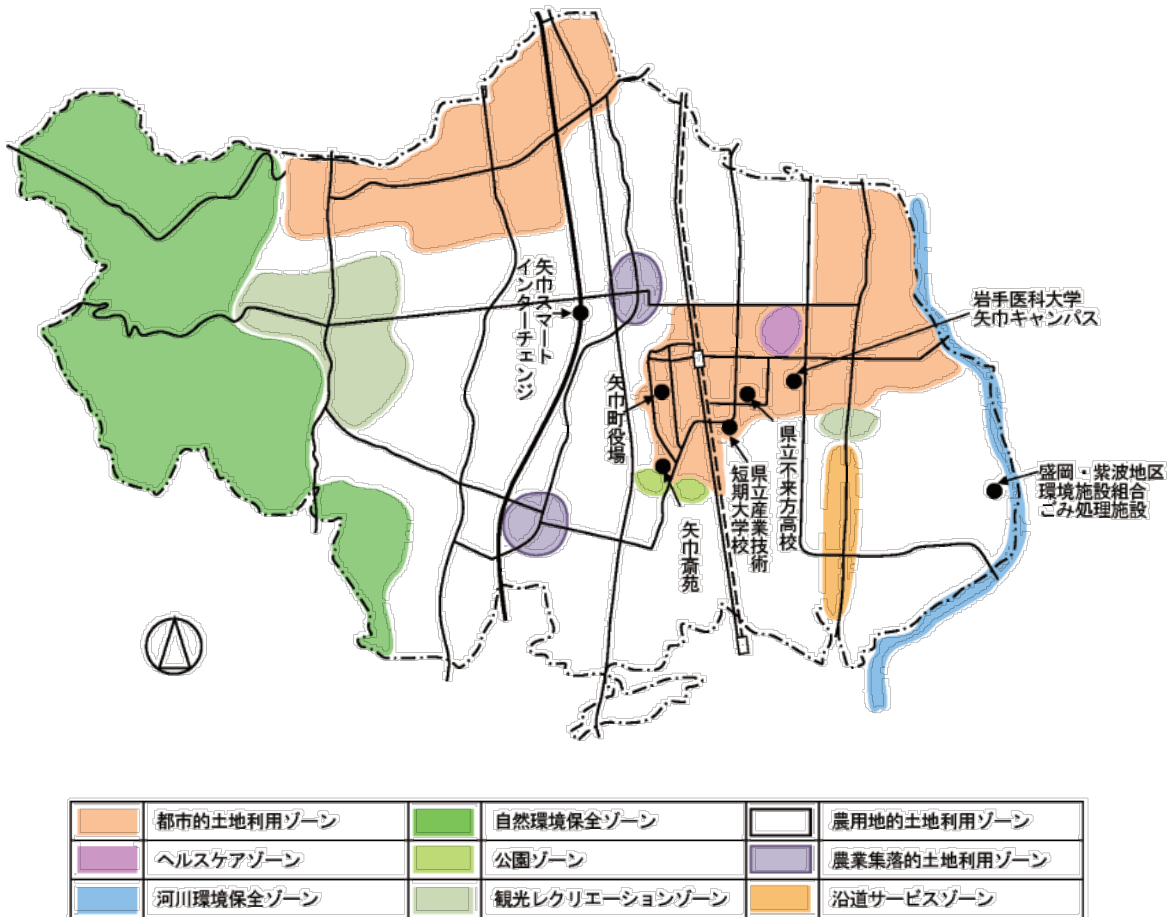 矢巾スマート
インターチェンジ
岩手医科大学
矢巾キャンパス
矢巾町役場
県立不来方高校
県立産業技術
短期大学校
矢巾斎苑
盛岡・紫波地区
環境施設組合
ごみ処理施設
都市的土地利用ゾーン
自然環境保全ゾーン
農用地的土地利用ゾーン
ヘルスケアゾーン
公園ゾーン
農業集落的土地利用ゾーン
河川環境保全ゾーン
観光レクリエーションゾーン
沿道サービスゾーン